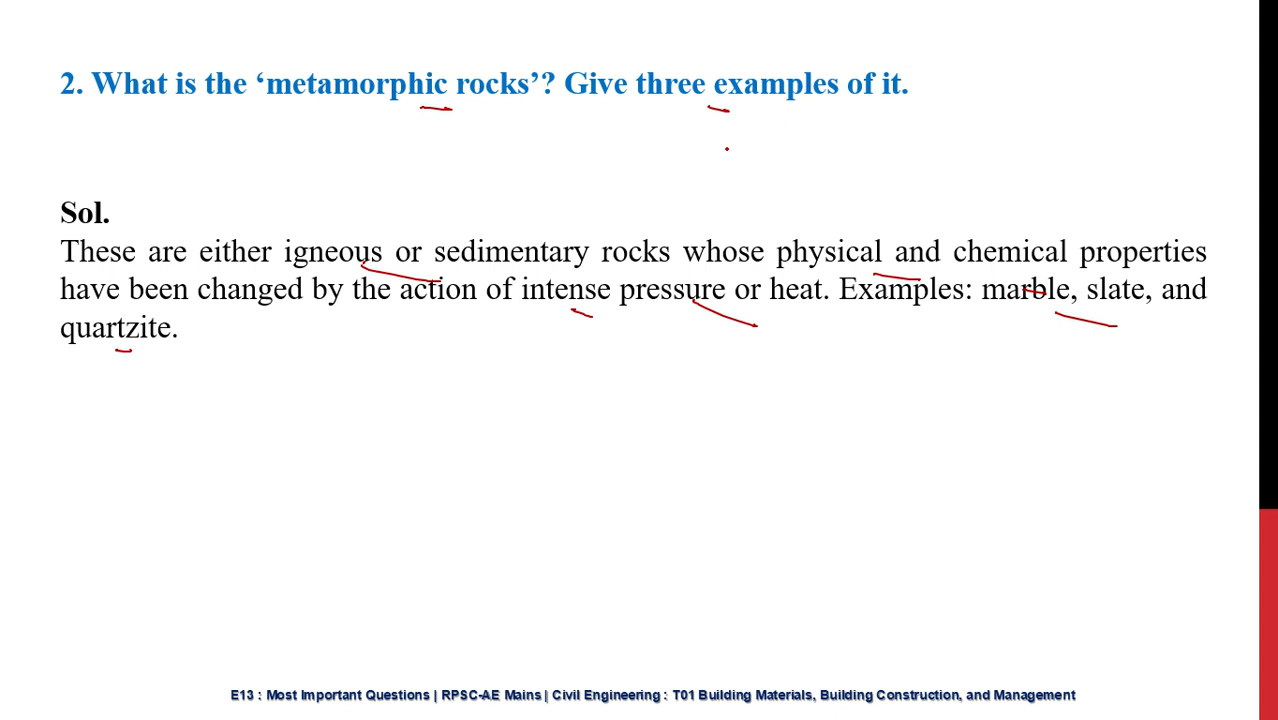 2. What is the ‘metamorphic rocks’? Give three examples of it.
Sol.
These are either igneous or sedimentary rocks whose physical and chemical properties
have been changed by the action of intense pressure or heat. Examples: marble, slate, and
quartzite.
E13 : Most Important Questions | RPSC-AE Mains | Civil Engineering : T01 Building Materials, Building Construction, and Management